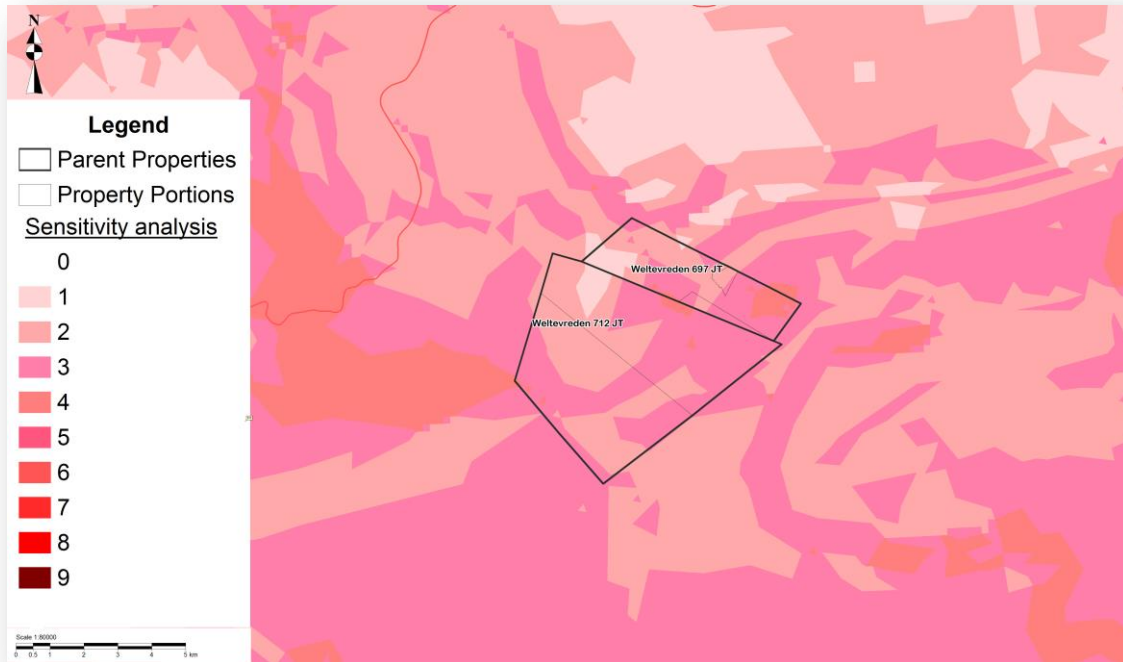 N
Legend
Parent Properties
Property Portions
Sensitivity analysis
0
1
2
3
4
5
6
7
8
9
Scale 1:80000
0 0.5 1 2 3 4 5 km
Weltevreden 697 JT
Weltevreden 712 JT